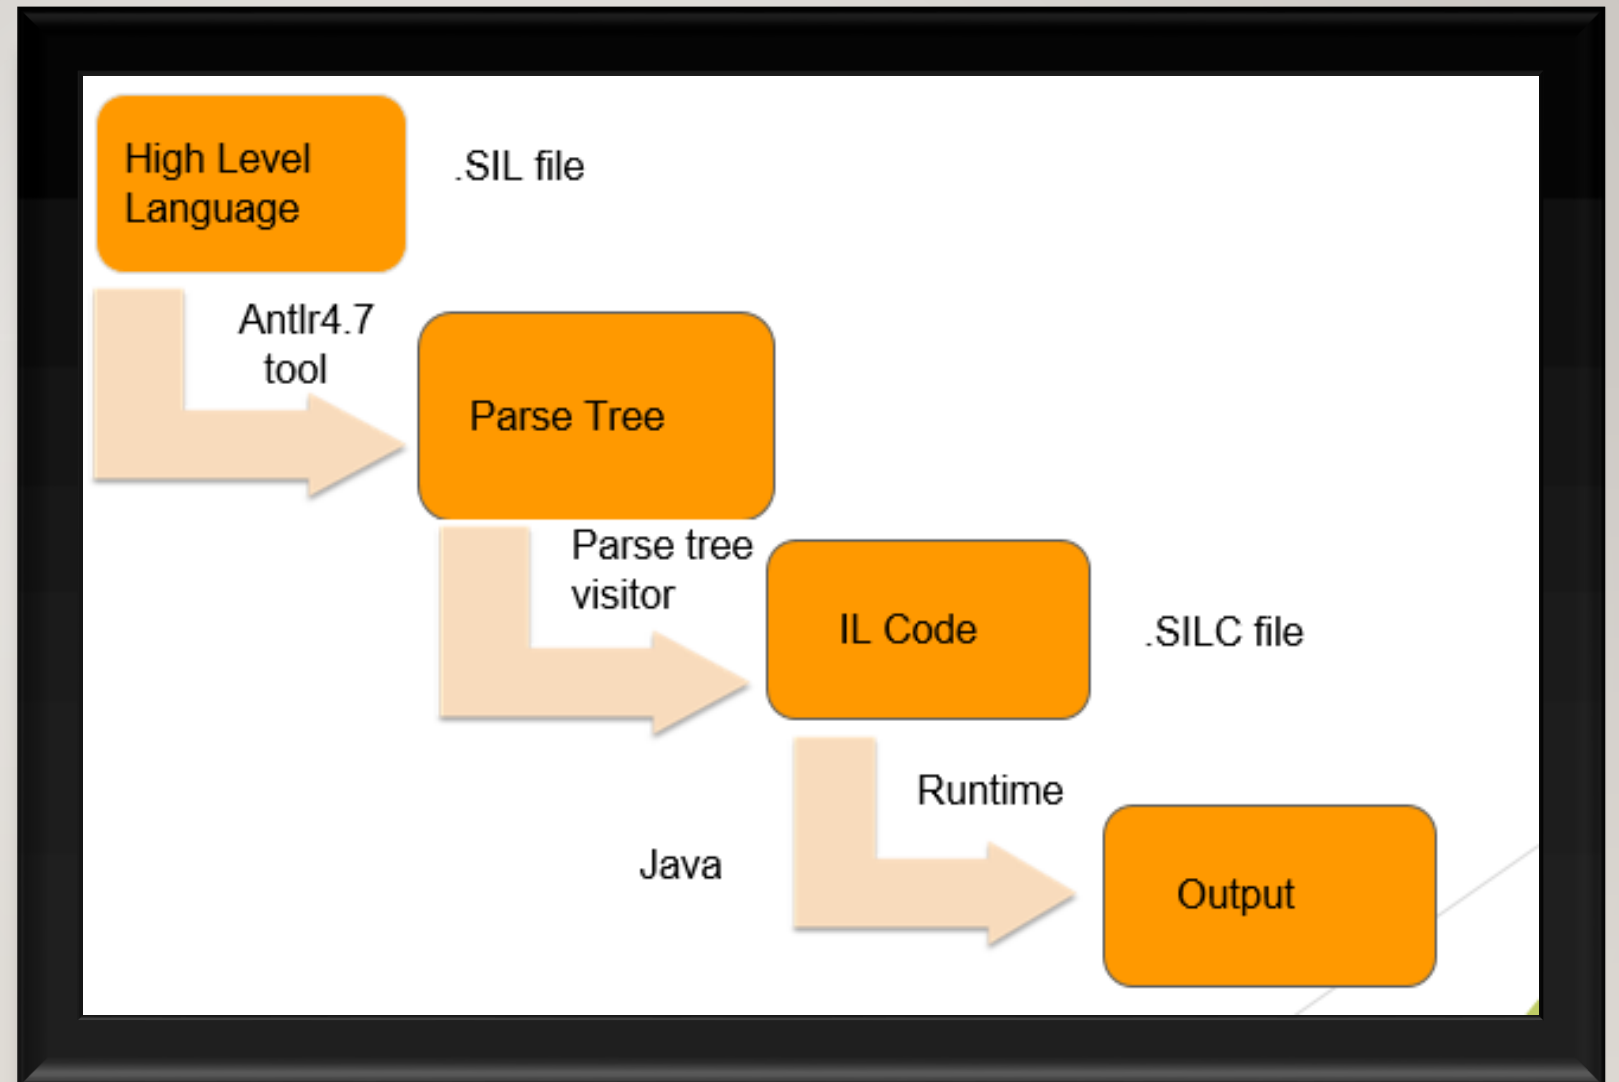 High Level
Language
.SIL file
Antlr4.7
tool
Parse Tree
Parse tree
visitor
IL Code
.SILC file
Runtime
Java
Output